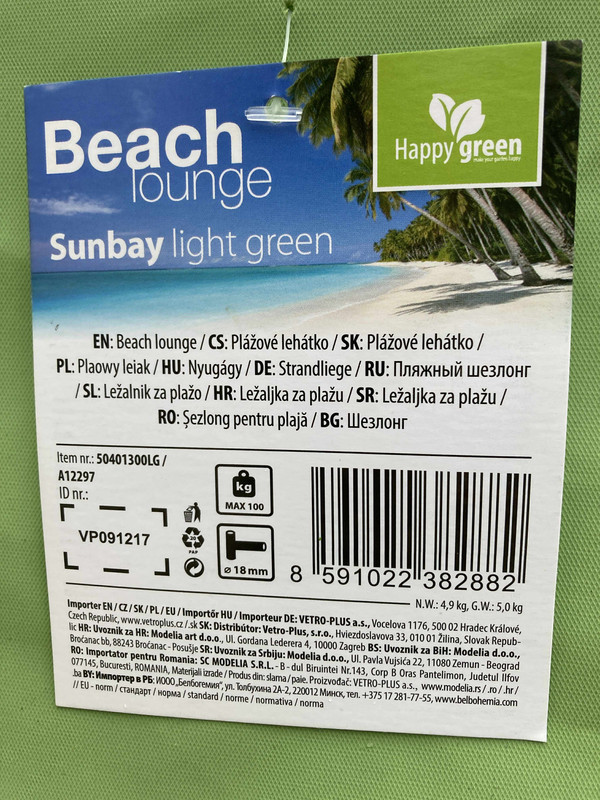 Beach
lounge
Happy green
make your garden happy
Sunbay light green
EN: Beach lounge / CS: Plážové lehátko / SK: Plážové lehátko /
PL: Plaowy leiak / HU: Nyugágy / DE: Strandliege / RU: Пляжный шезлонг
/ SL: Ležalnik za plažo / HR: Ležaljka za plažu / SR: Ležaljka za plažu /
RO: Șezlong pentru plajă / BG: Шезлонг
Item nr.: 50401300LG /
A12297
ID nr.:
VP091217
20
PAP
kg
MAX 100
⌀ 18 mm
8 591022 382882
N.W.: 4,9 kg, G.W.: 5,0 kg
Importer EN / CZ / SK / PL / EU / Importőr HU / Importeur DE: VETRO-PLUS a.s., Vocelova 1176, 500 02 Hradec Králové,
Czech Republic, www.vetroplus.cz /.sk SK: Distribútor: Vetro-Plus, s.r.o., Hviezdoslavova 33, 010 01 Žilina, Slovak Repub-
lic HR: Uvoznik za HR: Modelia art d.o.o., Ul. Gordana Lederera 4, 10000 Zagreb BS: Uvoznik za BiH: Modelia d.o.o.,
Broćanac bb, 88243 Broćanac SR: Uvoznik za Srbiju: Modelia d.o.o., Ul. Pavla Vujsića 22, 11080 Zemun - Beograd
RO: Importator pentru Romania: SC MODELIA S.R.L. - B - dul Biruintei Nr.143, Corp B Oras Pantelimon, Judetul Ilfov
077145, Bucuresti, ROMANIA, Materijali izrade / Produs din: slama / paie. Proizvođač: VETRO-PLUS a.s., www.modelia.rs / .ro / .hr /
.ba BY: Импортер в РБ: ИООО „Белбогемия“, ул. Толбухина 2А-2, 220012 Минск, тел. +375 17 281-77-55, www.belbohemia.com
// EU - norm / стандарт / норма / standard / norme / normativa / norma